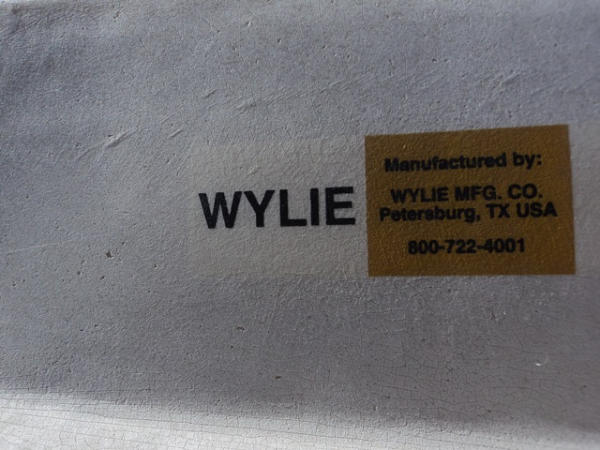 WYLIE
Manufactured by:
WYLIE MFG. CO.
Petersburg, TX USA
800-722-4001